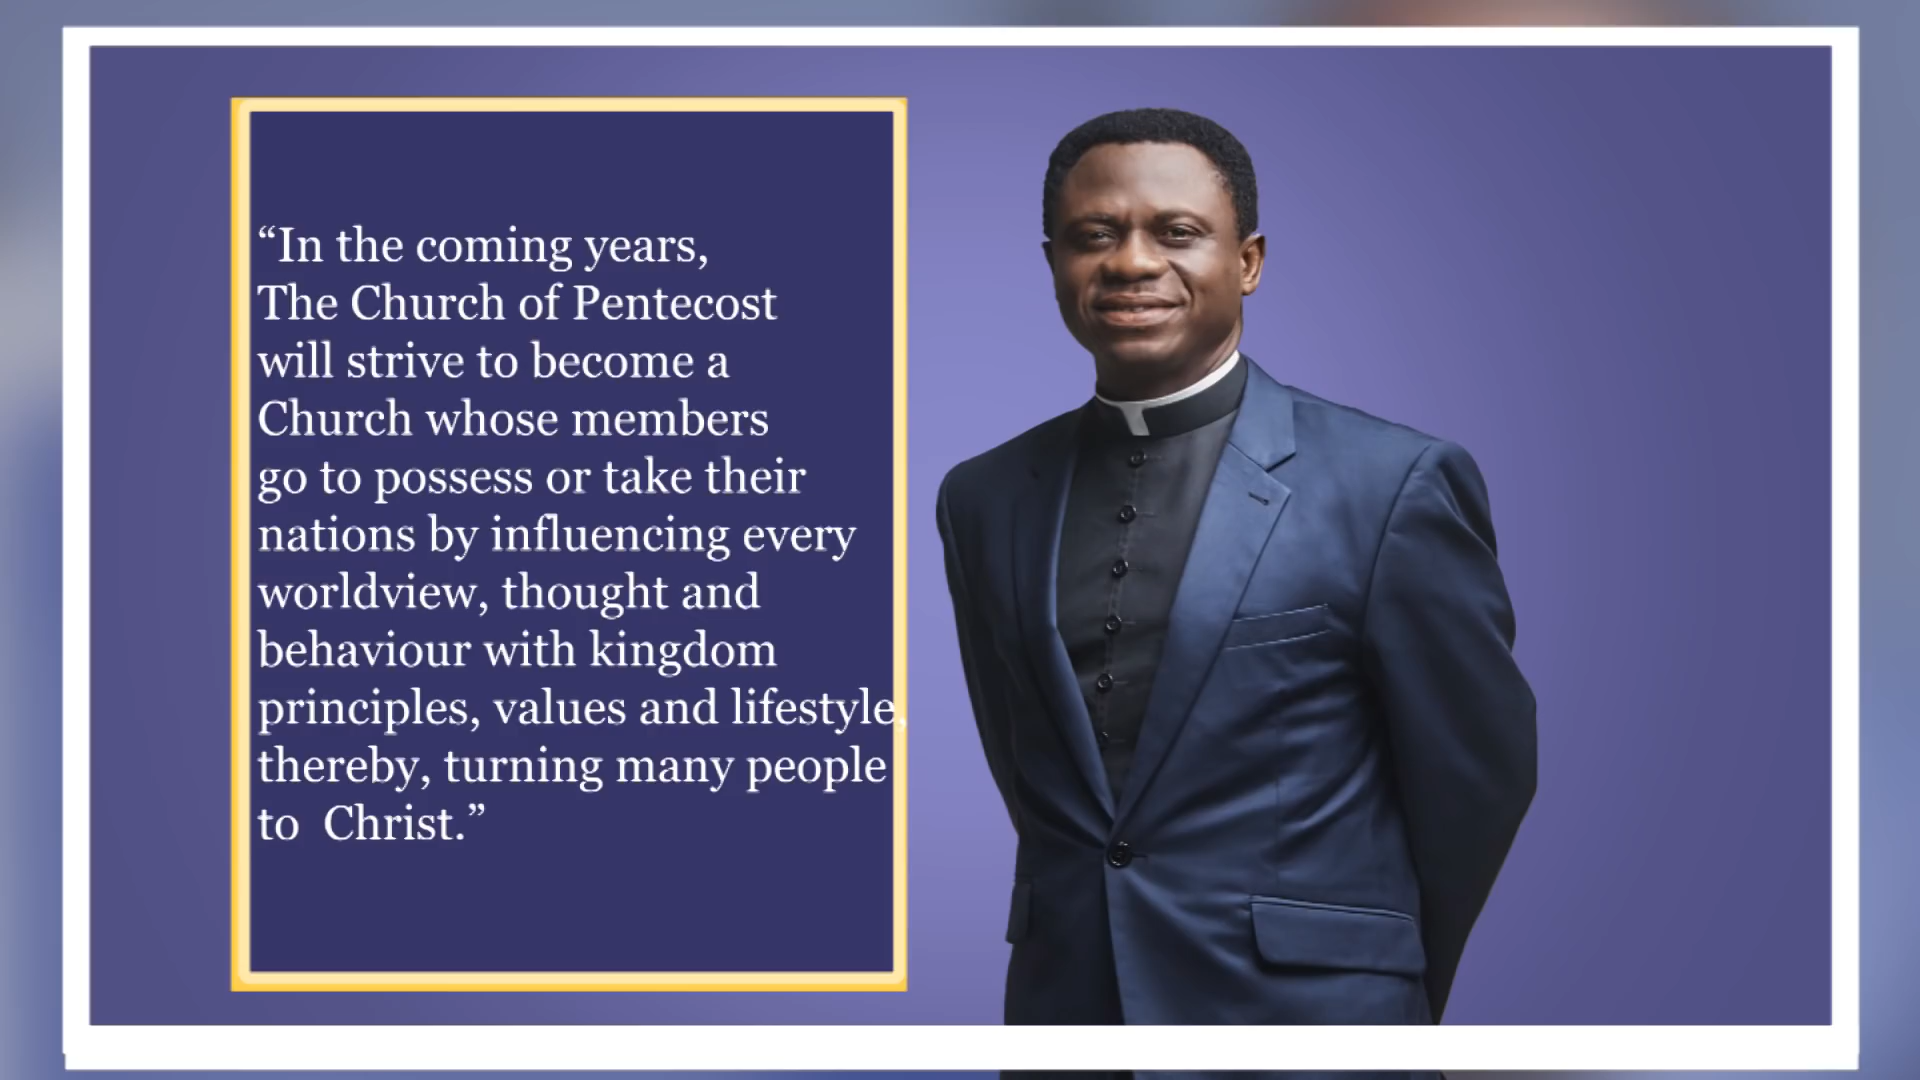 “In the coming years,
The Church of Pentecost
will strive to become a
Church whose members
go to possess or take their
nations by influencing every
worldview, thought and
behaviour with kingdom
principles, values and lifestyle,
thereby, turning many people
to  Christ.”